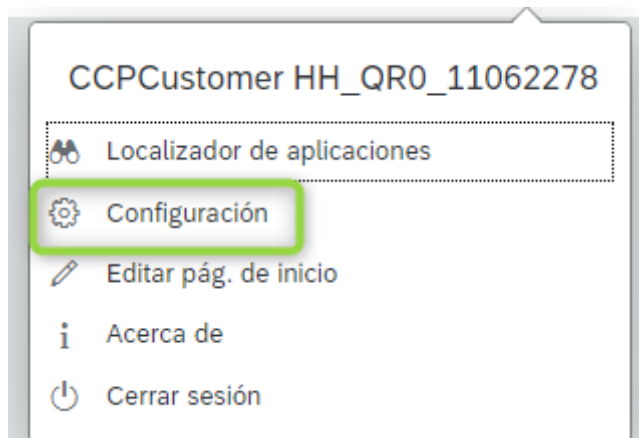 CCPCustomer HH_QR0_11062278
Localizador de aplicaciones
Configuración
Editar pág. de inicio
Acerca de
Cerrar sesión